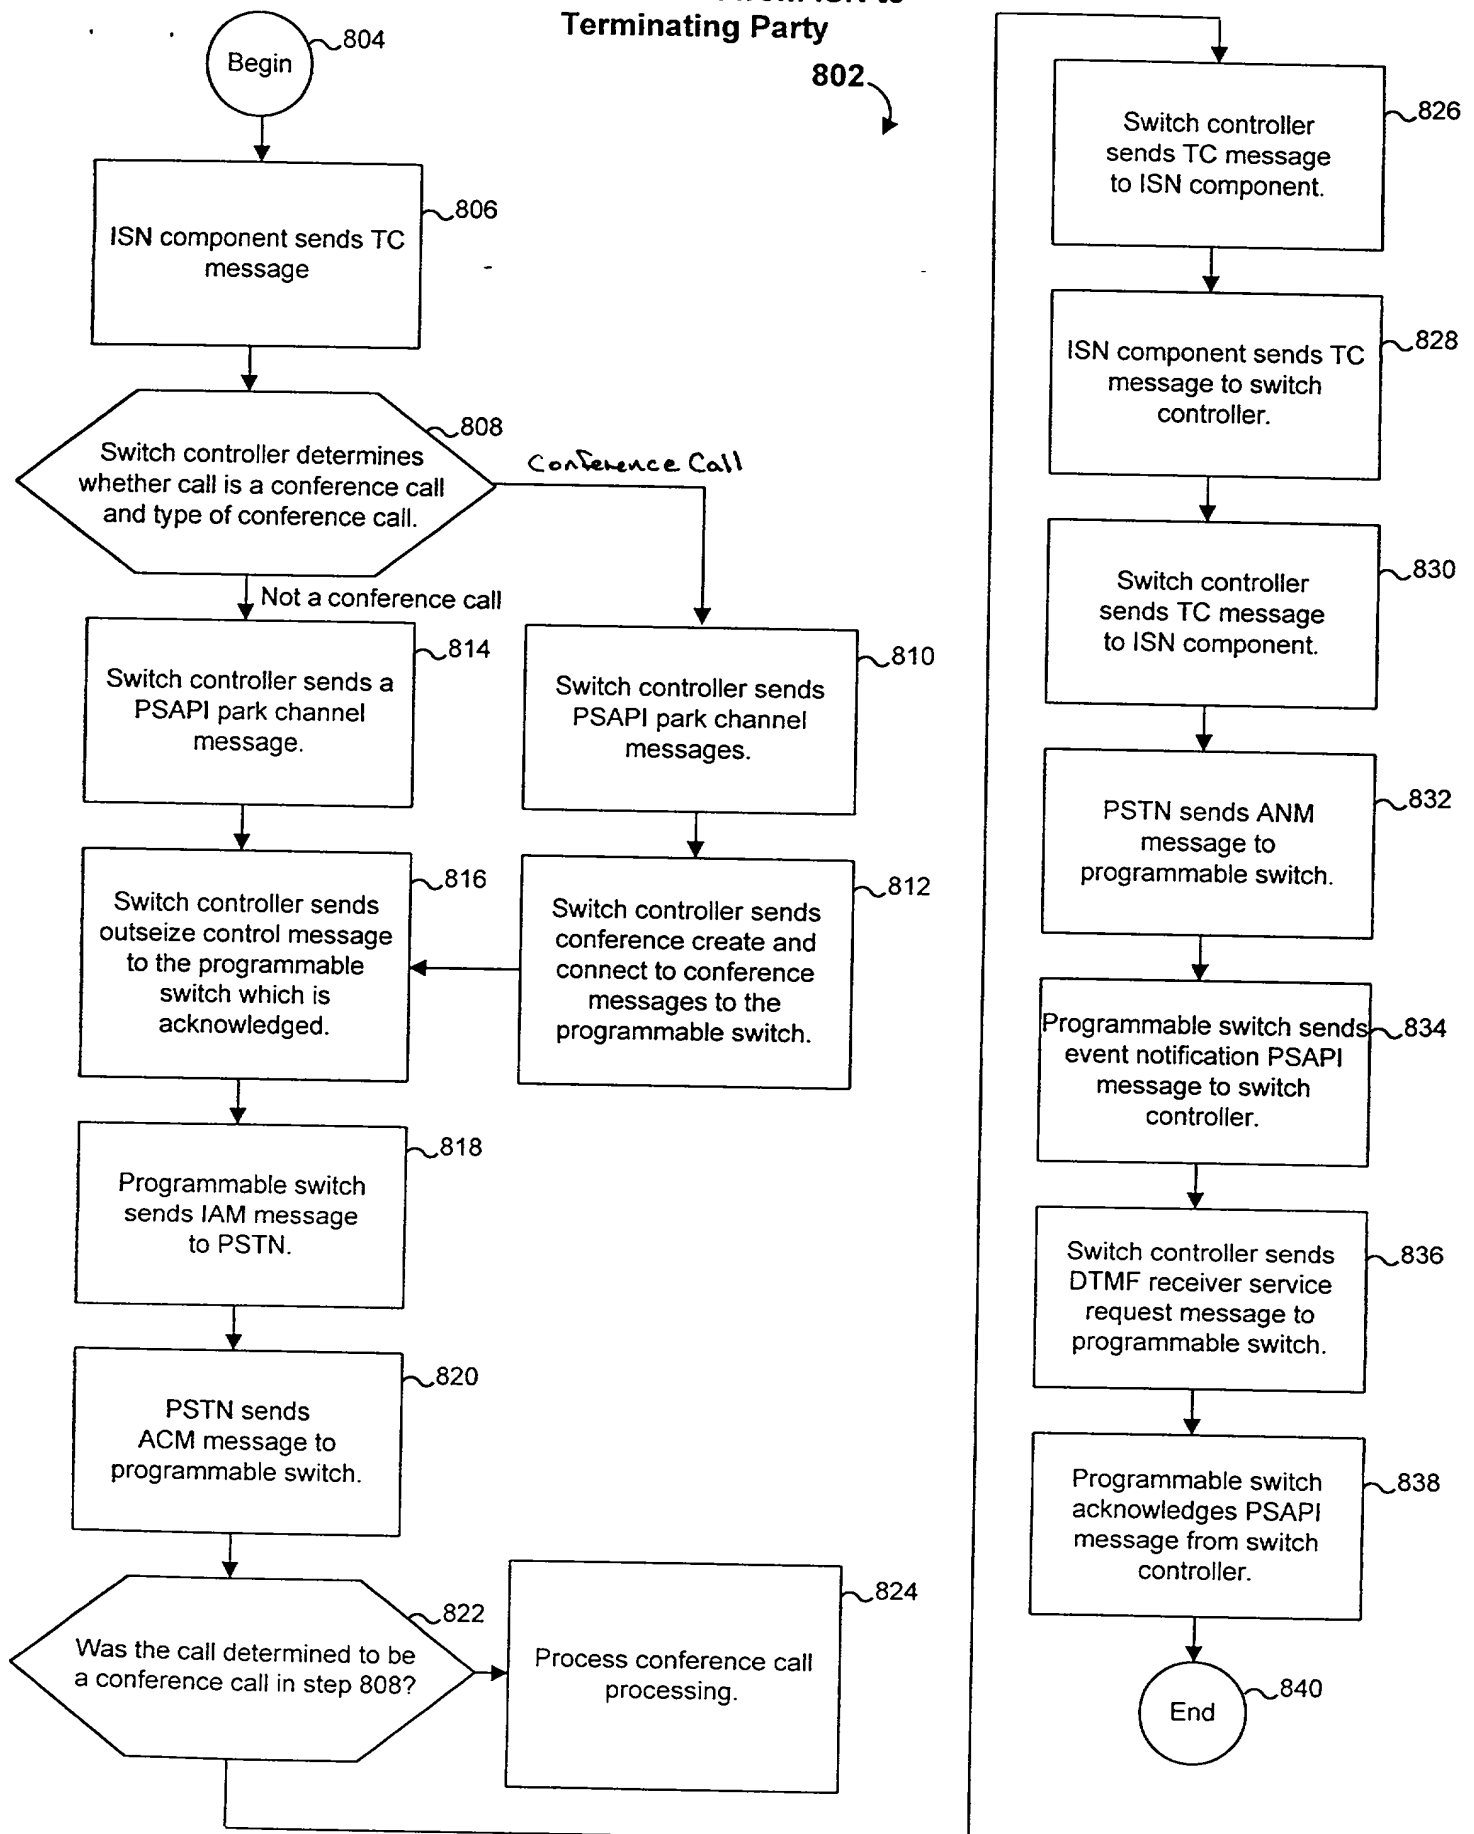 Terminating Party
802
Begin
804
ISN component sends TC
message
806
Switch controller determines
whether call is a conference call
and type of conference call.
808
Conference Call
Not a conference call
Switch controller sends a
PSAPI park channel
message.
814
Switch controller sends
PSAPI park channel
messages.
810
Switch controller sends
outseize control message
to the programmable
switch which is
acknowledged.
816
Switch controller sends
conference create and
connect to conference
messages to the
programmable switch.
812
Programmable switch
sends IAM message
to PSTN.
818
PSTN sends
ACM message to
programmable switch.
820
Was the call determined to be
a conference call in step 808?
822
Process conference call
processing.
824
Switch controller
sends TC message
to ISN component.
826
ISN component sends TC
message to switch
controller.
828
Switch controller
sends TC message
to ISN component.
830
PSTN sends ANM
message to
programmable switch.
832
Programmable switch sends
event notification PSAPI
message to switch
controller.
834
Switch controller sends
DTMF receiver service
request message to
programmable switch.
836
Programmable switch
acknowledges PSAPI
message from switch
controller.
838
End
840